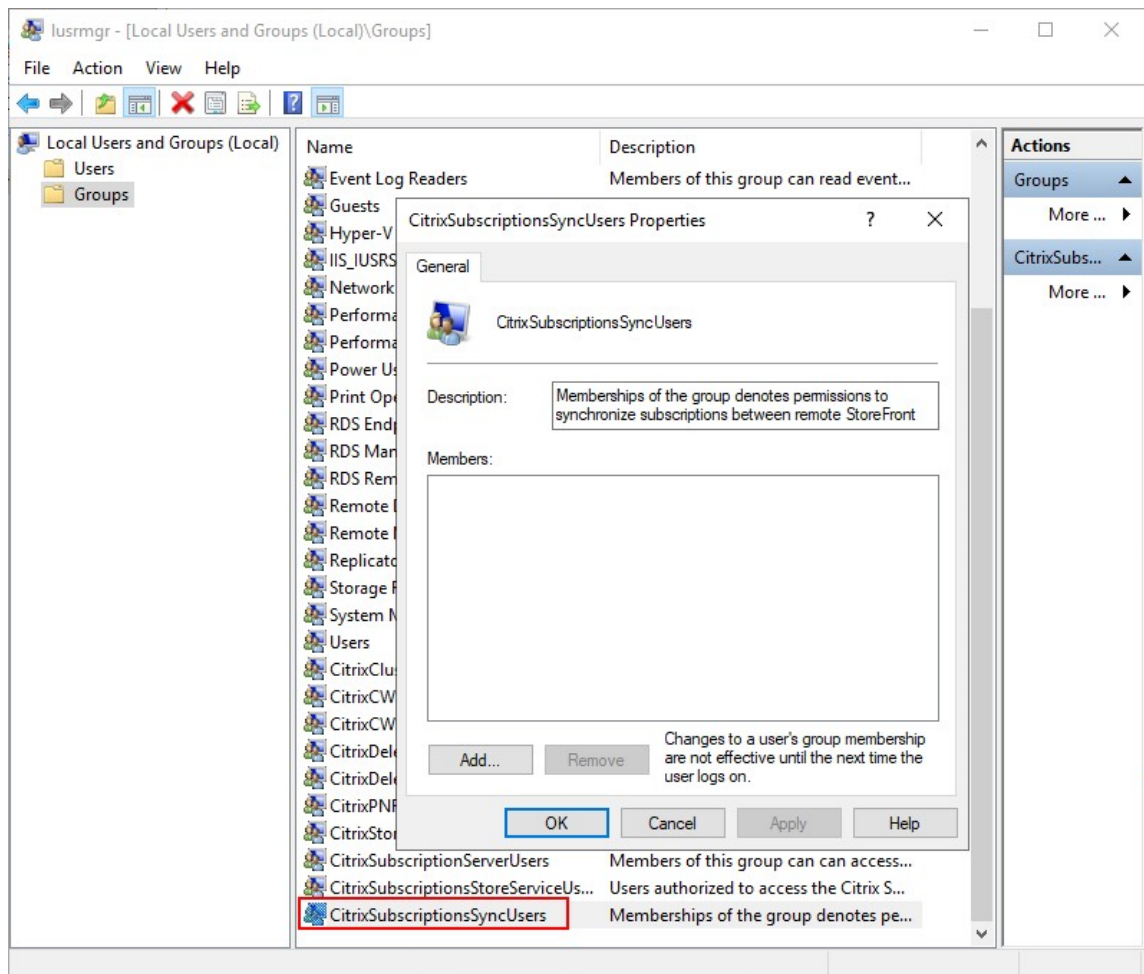 lusrmgr - [Local Users and Groups (Local)\Groups]
File Action View Help
Local Users and Groups (Local)
Users
Groups
Name Description
Event Log Readers Members of this group can read event...
Guests
Hyper-V
IIS_IUSRS
Network
Performa
Performa
Power Us
Print Ope
RDS Endp
RDS Man
RDS Rem
Remote
Remote
Replicato
Storage
System
Users
CitrixClus
CitrixCW
CitrixCW
CitrixDele
CitrixDele
CitrixPNF
CitrixStor
CitrixSubscriptionServerUsers Members of this group can can access...
CitrixSubscriptionsStoreServiceUs... Users authorized to access the Citrix S...
CitrixSubscriptionsSyncUsers Memberships of the group denotes pe...
CitrixSubscriptionsSyncUsers Properties ?
General
CitrixSubscriptionsSyncUsers
Description: Memberships of the group denotes permissions to
synchronize subscriptions between remote StoreFront
Members:
Add... Remove
Changes to a user's group membership
are not effective until the next time the
user logs on.
OK Cancel Apply Help
Actions
Groups
More ...
CitrixSubs...
More ...